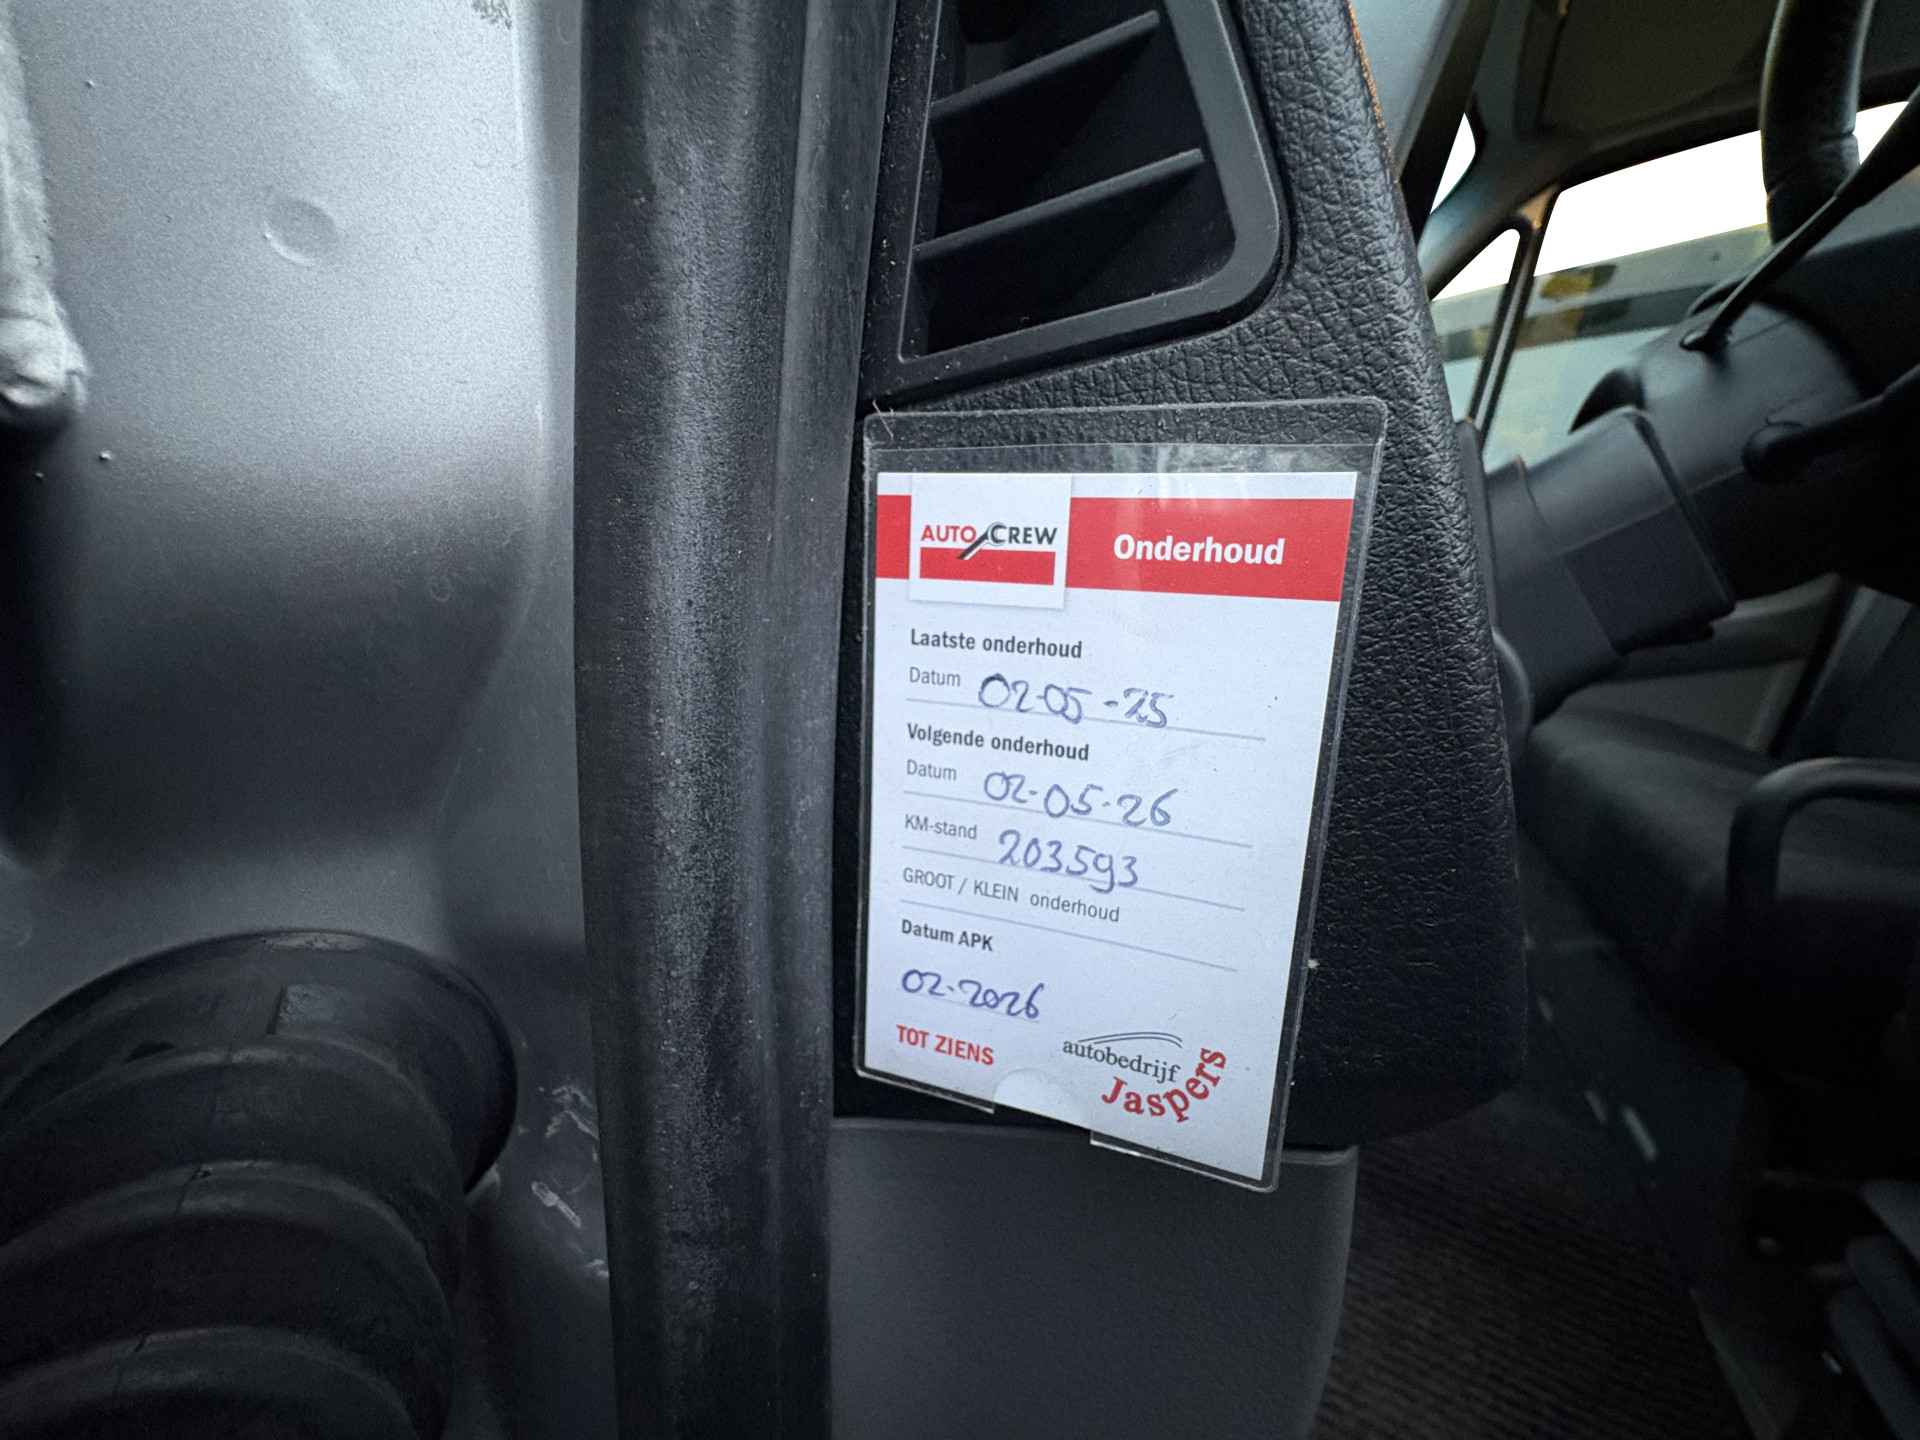 AUTO CREW
Onderhoud
Laatste onderhoud
Datum 02-05-25
Volgende onderhoud
Datum 02-05-26
KM-stand 203593
GROOT / KLEIN onderhoud
Datum APK
02-2026
TOT ZIENS
autobedrijf
Jaspers